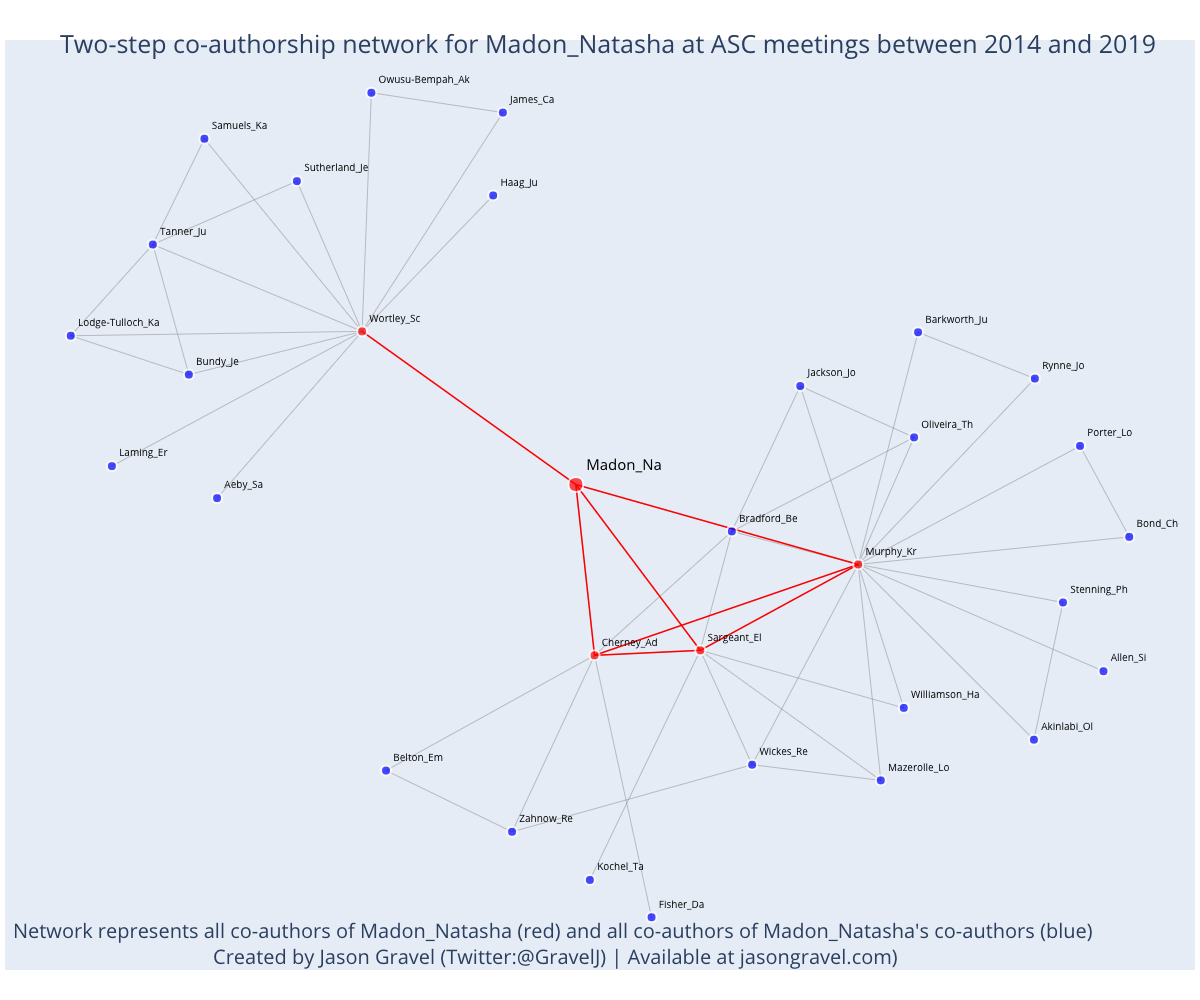 Two-step co-authorship network for Madon_Natasha at ASC meetings between 2014 and 2019
Owusu-Bempah_Ak
James_Ca
Samuels_Ka
Sutherland_Je
Haag_Ju
Tanner_Ju
Lodge-Tulloch_Ka
Wortley_Sc
Barkworth_Ju
Bundy_Je
Rynne_Jo
Jackson_Jo
Oliveira_Th
Porter_Lo
Laming_Er
Madon_Na
Aeby_Sa
Bradford_Be
Bond_Ch
Murphy_Kr
Stenning_Ph
Sargeant_El
Cherney_Ad
Allen_Si
Williamson_Ha
Akinlabi_Ol
Wickes_Re
Belton_Em
Mazerolle_Lo
Zahnow_Re
Kochel_Ta
Fisher_Da
Network represents all co-authors of Madon_Natasha (red) and all co-authors of Madon_Natasha's co-authors (blue)
Created by Jason Gravel (Twitter:@GravelJ) | Available at jasongravel.com)